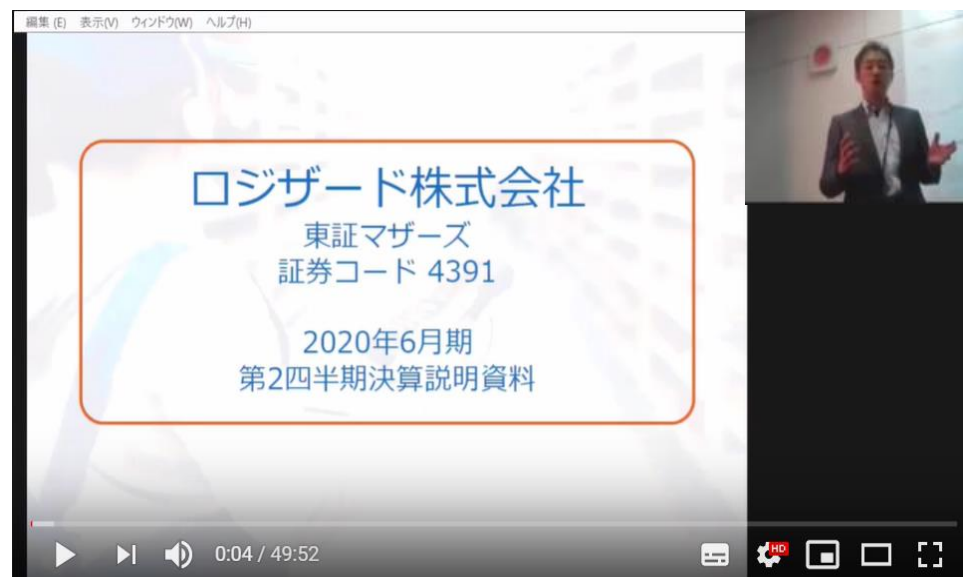 編集 (E) 表示(V) ウィンドウ(W) ヘルプ(H)
ロジザード株式会社
東証マザーズ
証券コード 4391
2020年6月期
第2四半期決算説明資料
0:04 / 49:52
HD